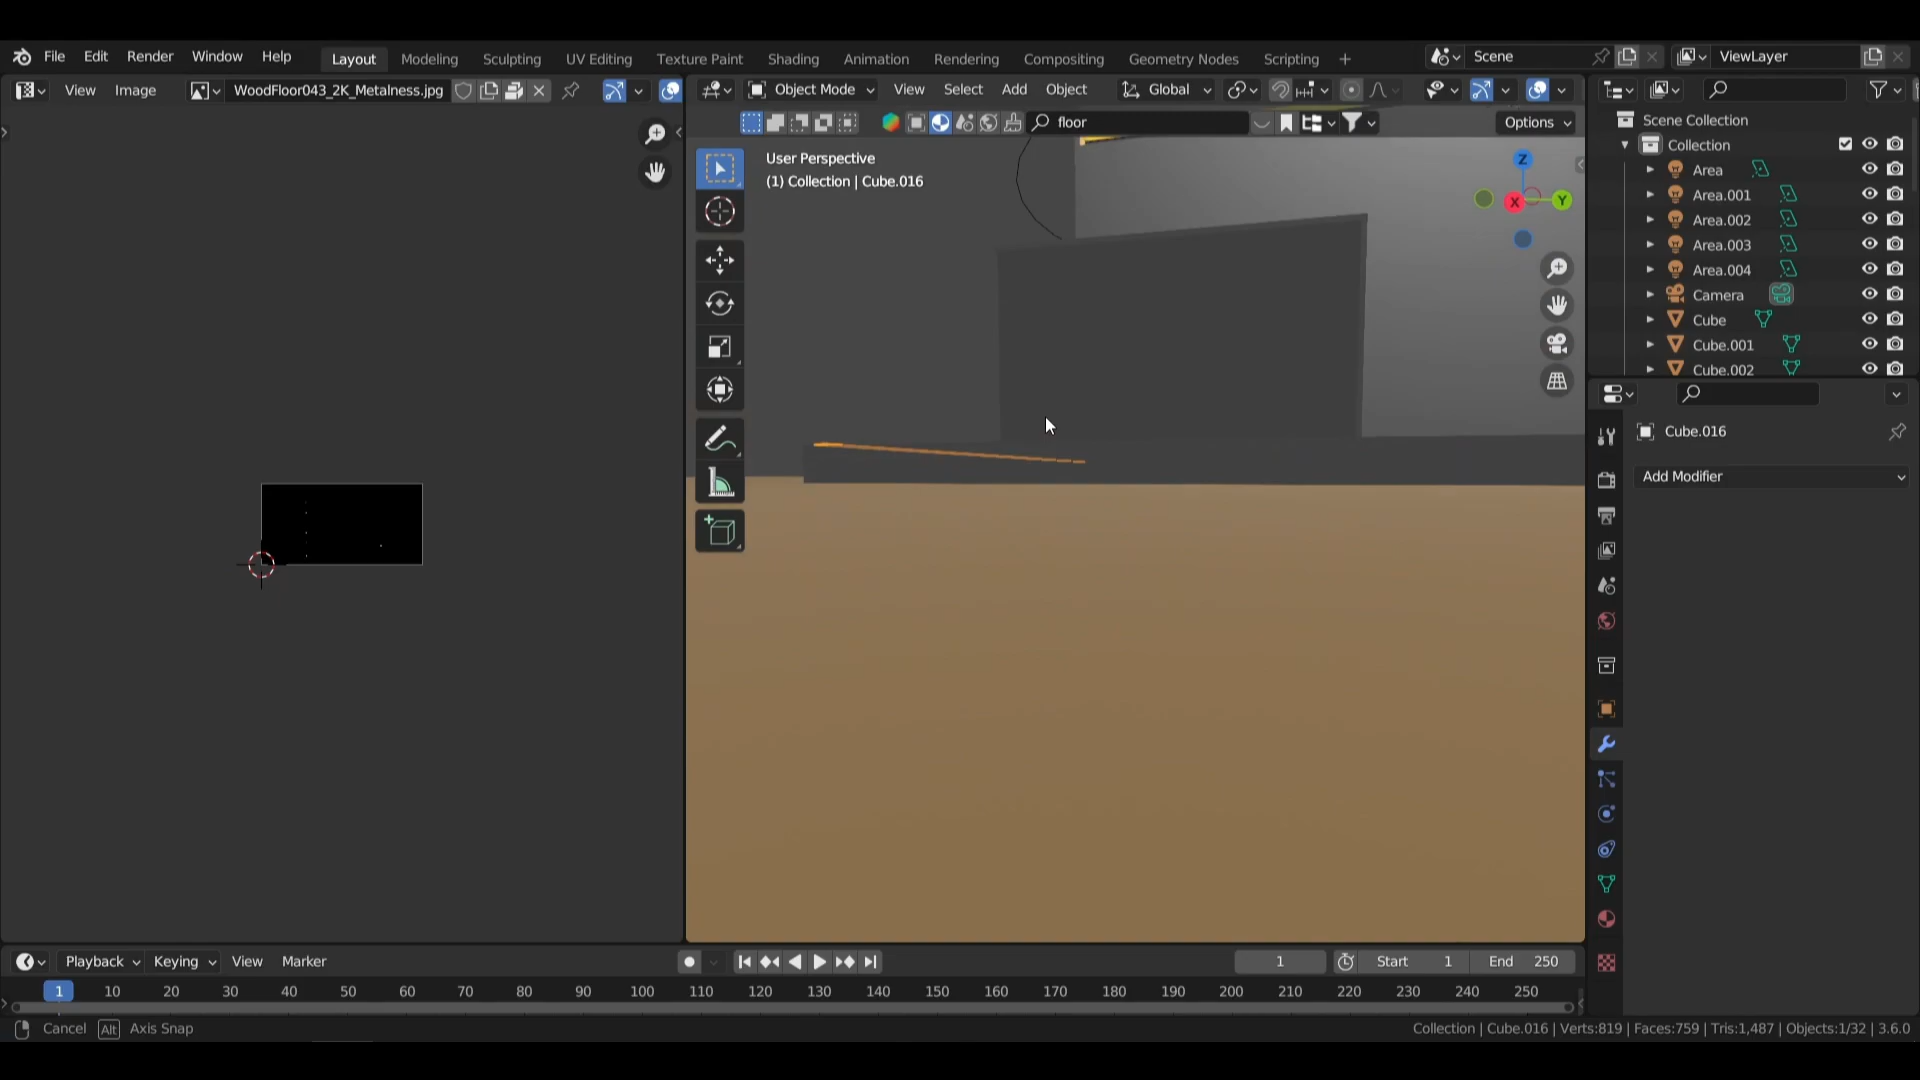 File Edit Render Window Help Layout Modeling Sculpting UV Editing Texture Paint Shading Animation Rendering Compositing Geometry Nodes Scripting + Scene ViewLayer
View Image WoodFloor043_2K_Metalness.jpg Object Mode View Select Add Object Global
floor Options
User Perspective
(1) Collection | Cube.016
Z
X Y
Scene Collection
Collection
Area
Area.001
Area.002
Area.003
Area.004
Camera
Cube
Cube.001
Cube.002
Cube.016
Add Modifier
Playback Keying View Marker 1 Start 1 End 250
1 10 20 30 40 50 60 70 80 90 100 110 120 130 140 150 160 170 180 190 200 210 220 230 240 250
Cancel Alt Axis Snap Collection | Cube.016 | Verts:819 | Faces:759 | Tris:1,487 | Objects:1/32 | 3.6.0